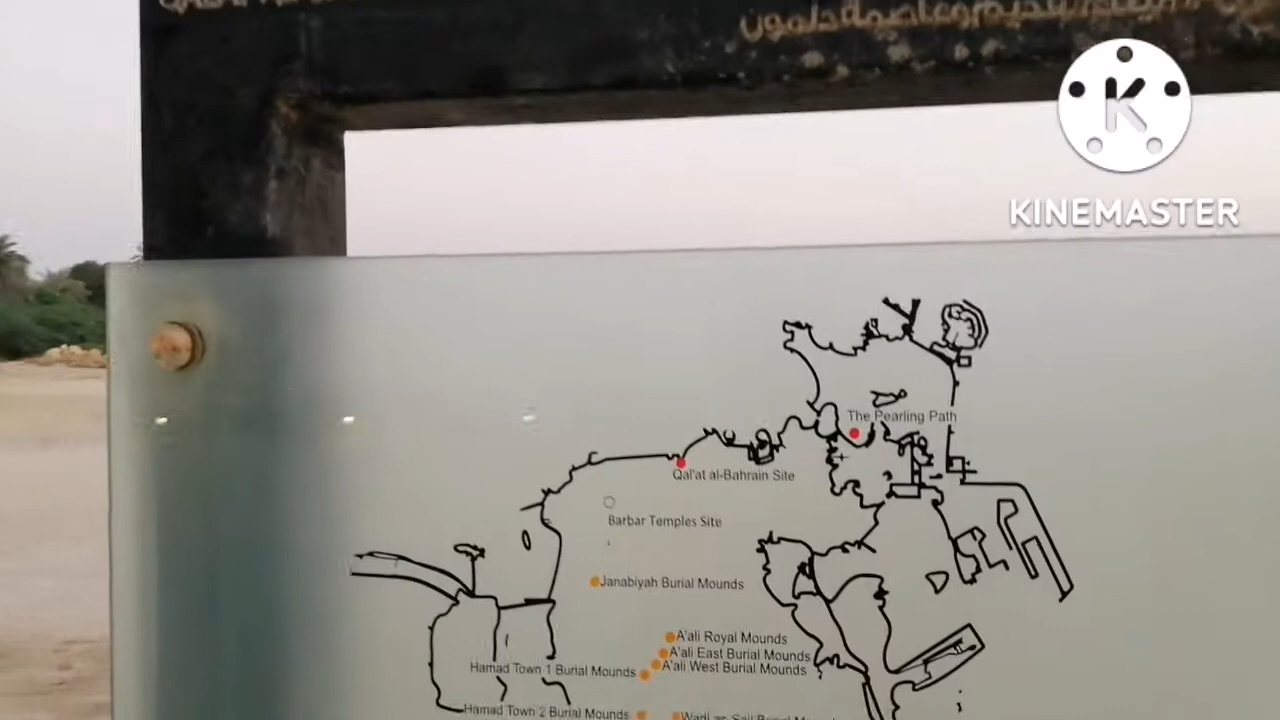 وعاصمة دلمون
KINEMASTER
The Pearling Path
Qal'at al-Bahrain Site
Barbar Temples Site
Janabiyah Burial Mounds
A'ali Royal Mounds
A'ali East Burial Mounds
A'ali West Burial Mounds
Hamad Town 1 Burial Mounds
Hamad Town 2 Burial Mounds